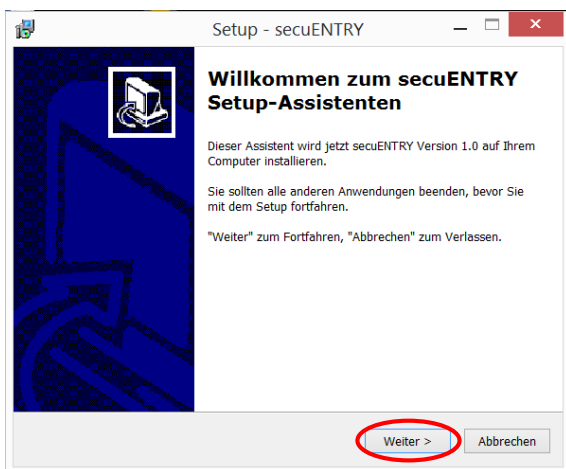 Setup - secuENTRY
Willkommen zum secuENTRY
Setup-Assistenten
Dieser Assistent wird jetzt secuENTRY Version 1.0 auf Ihrem
Computer installieren.
Sie sollten alle anderen Anwendungen beenden, bevor Sie
mit dem Setup fortfahren.
"Weiter" zum Fortfahren, "Abbrechen" zum Verlassen.
Weiter >
Abbrechen